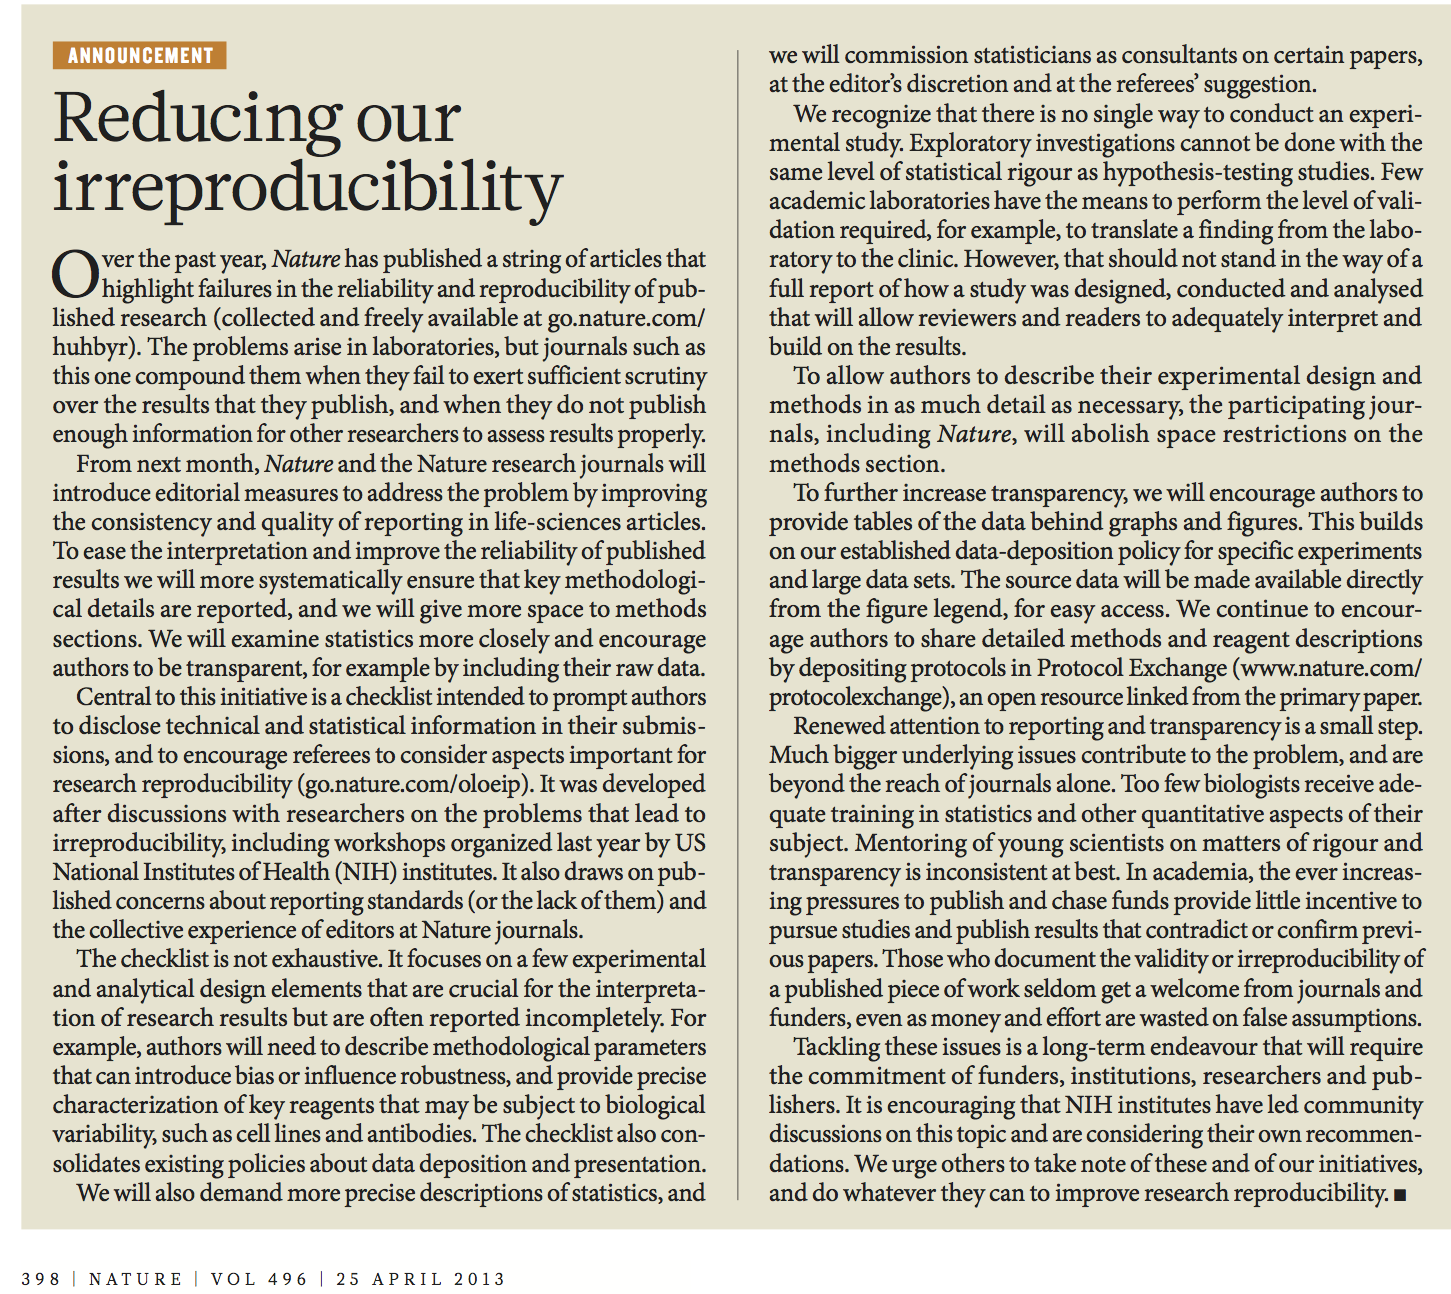 ANNOUNCEMENT
Reducing our
irreproducibility
Over the past year, Nature has published a string of articles that
highlight failures in the reliability and reproducibility of pub-
lished research (collected and freely available at go.nature.com/
huhbyr). The problems arise in laboratories, but journals such as
this one compound them when they fail to exert sufficient scrutiny
over the results that they publish, and when they do not publish
enough information for other researchers to assess results properly.
From next month, Nature and the Nature research journals will
introduce editorial measures to address the problem by improving
the consistency and quality of reporting in life-sciences articles.
To ease the interpretation and improve the reliability of published
results we will more systematically ensure that key methodologi-
cal details are reported, and we will give more space to methods
sections. We will examine statistics more closely and encourage
authors to be transparent, for example by including their raw data.
Central to this initiative is a checklist intended to prompt authors
to disclose technical and statistical information in their submis-
sions, and to encourage referees to consider aspects important for
research reproducibility (go.nature.com/oloeip). It was developed
after discussions with researchers on the problems that lead to
irreproducibility, including workshops organized last year by US
National Institutes of Health (NIH) institutes. It also draws on pub-
lished concerns about reporting standards (or the lack of them) and
the collective experience of editors at Nature journals.
The checklist is not exhaustive. It focuses on a few experimental
and analytical design elements that are crucial for the interpreta-
tion of research results but are often reported incompletely. For
example, authors will need to describe methodological parameters
that can introduce bias or influence robustness, and provide precise
characterization of key reagents that may be subject to biological
variability, such as cell lines and antibodies. The checklist also con-
solidates existing policies about data deposition and presentation.
We will also demand more precise descriptions of statistics, and
we will commission statisticians as consultants on certain papers,
at the editor's discretion and at the referees' suggestion.
We recognize that there is no single way to conduct an experi-
mental study. Exploratory investigations cannot be done with the
same level of statistical rigour as hypothesis-testing studies. Few
academic laboratories have the means to perform the level of vali-
dation required, for example, to translate a finding from the labo-
ratory to the clinic. However, that should not stand in the way of a
full report of how a study was designed, conducted and analysed
that will allow reviewers and readers to adequately interpret and
build on the results.
To allow authors to describe their experimental design and
methods in as much detail as necessary, the participating jour-
nals, including Nature, will abolish space restrictions on the
methods section.
To further increase transparency, we will encourage authors to
provide tables of the data behind graphs and figures. This builds
on our established data-deposition policy for specific experiments
and large data sets. The source data will be made available directly
from the figure legend, for easy access. We continue to encour-
age authors to share detailed methods and reagent descriptions
by depositing protocols in Protocol Exchange (www.nature.com/
protocolexchange), an open resource linked from the primary paper.
Renewed attention to reporting and transparency is a small step.
Much bigger underlying issues contribute to the problem, and are
beyond the reach of journals alone. Too few biologists receive ade-
quate training in statistics and other quantitative aspects of their
subject. Mentoring of young scientists on matters of rigour and
transparency is inconsistent at best. In academia, the ever increas-
ing pressures to publish and chase funds provide little incentive to
pursue studies and publish results that contradict or confirm previ-
ous papers. Those who document the validity or irreproducibility of
a published piece of work seldom get a welcome from journals and
funders, even as money and effort are wasted on false assumptions.
Tackling these issues is a long-term endeavour that will require
the commitment of funders, institutions, researchers and pub-
lishers. It is encouraging that NIH institutes have led community
discussions on this topic and are considering their own recommen-
dations. We urge others to take note of these and of our initiatives,
and do whatever they can to improve research reproducibility. ■
398 | NATURE | VOL 496 | 25 APRIL 2013